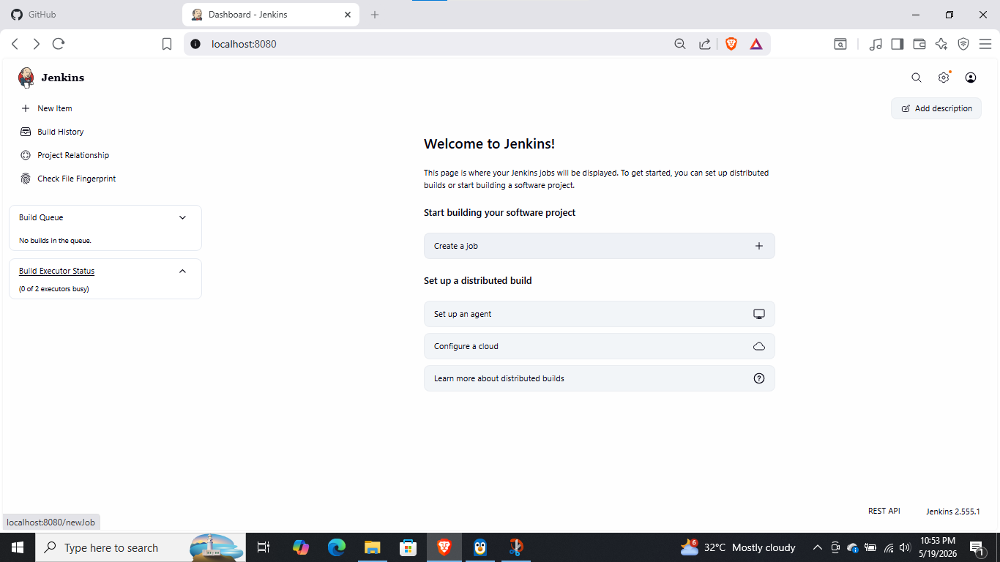 GitHub
Dashboard - Jenkins
localhost:8080
Jenkins
New Item
Add description
Build History
Project Relationship
Check File Fingerprint
Build Queue
No builds in the queue.
Build Executor Status
(0 of 2 executors busy)
Welcome to Jenkins!
This page is where your Jenkins jobs will be displayed. To get started, you can set up distributed
builds or start building a software project.
Start building your software project
Create a job
Set up a distributed build
Set up an agent
Configure a cloud
Learn more about distributed builds
REST API
Jenkins 2.555.1
localhost:8080/newJob
Type here to search
6
32°C Mostly cloudy
10:53 PM
5/19/2026
1